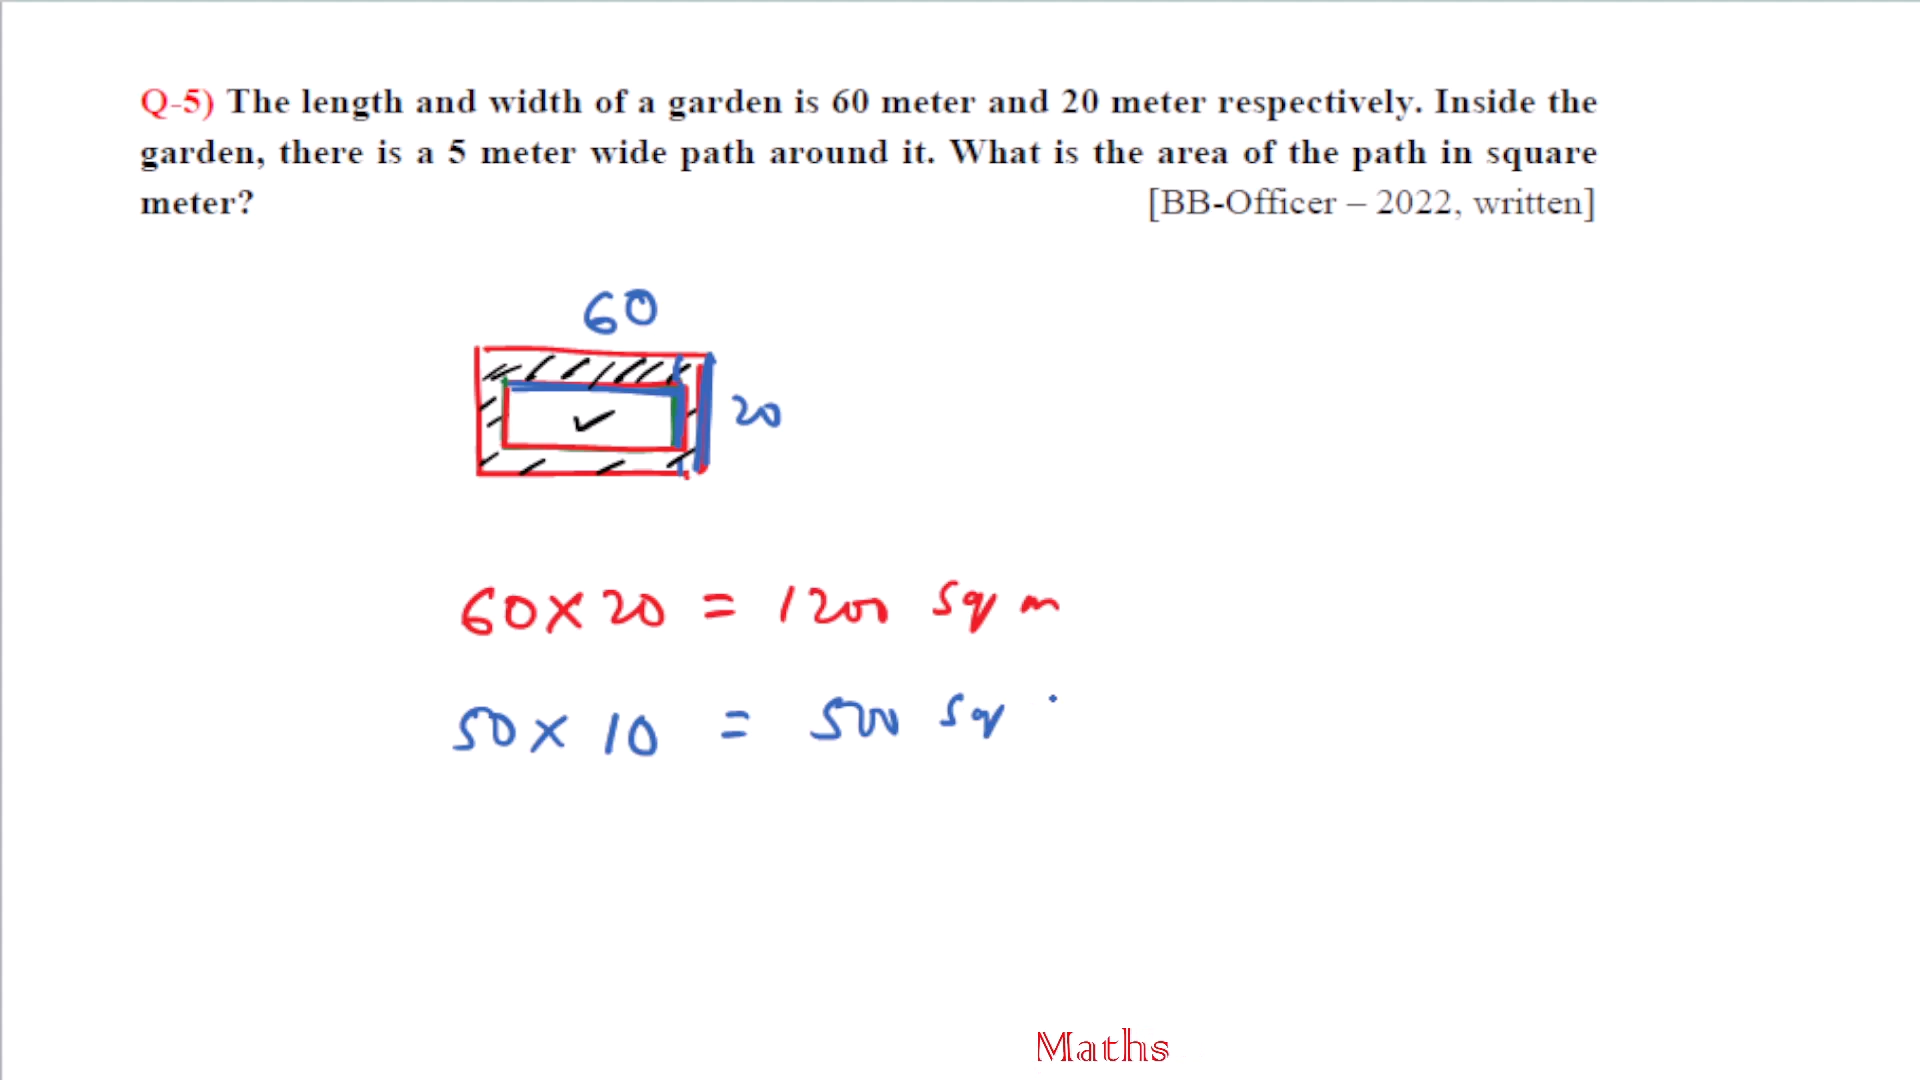 Q-5) The length and width of a garden is 60 meter and 20 meter respectively. Inside the
garden, there is a 5 meter wide path around it. What is the area of the path in square
meter? [BB-Officer – 2022, written]
60
20
60 × 20 = 1200 sq m
50 × 10 = 500 sq
Maths